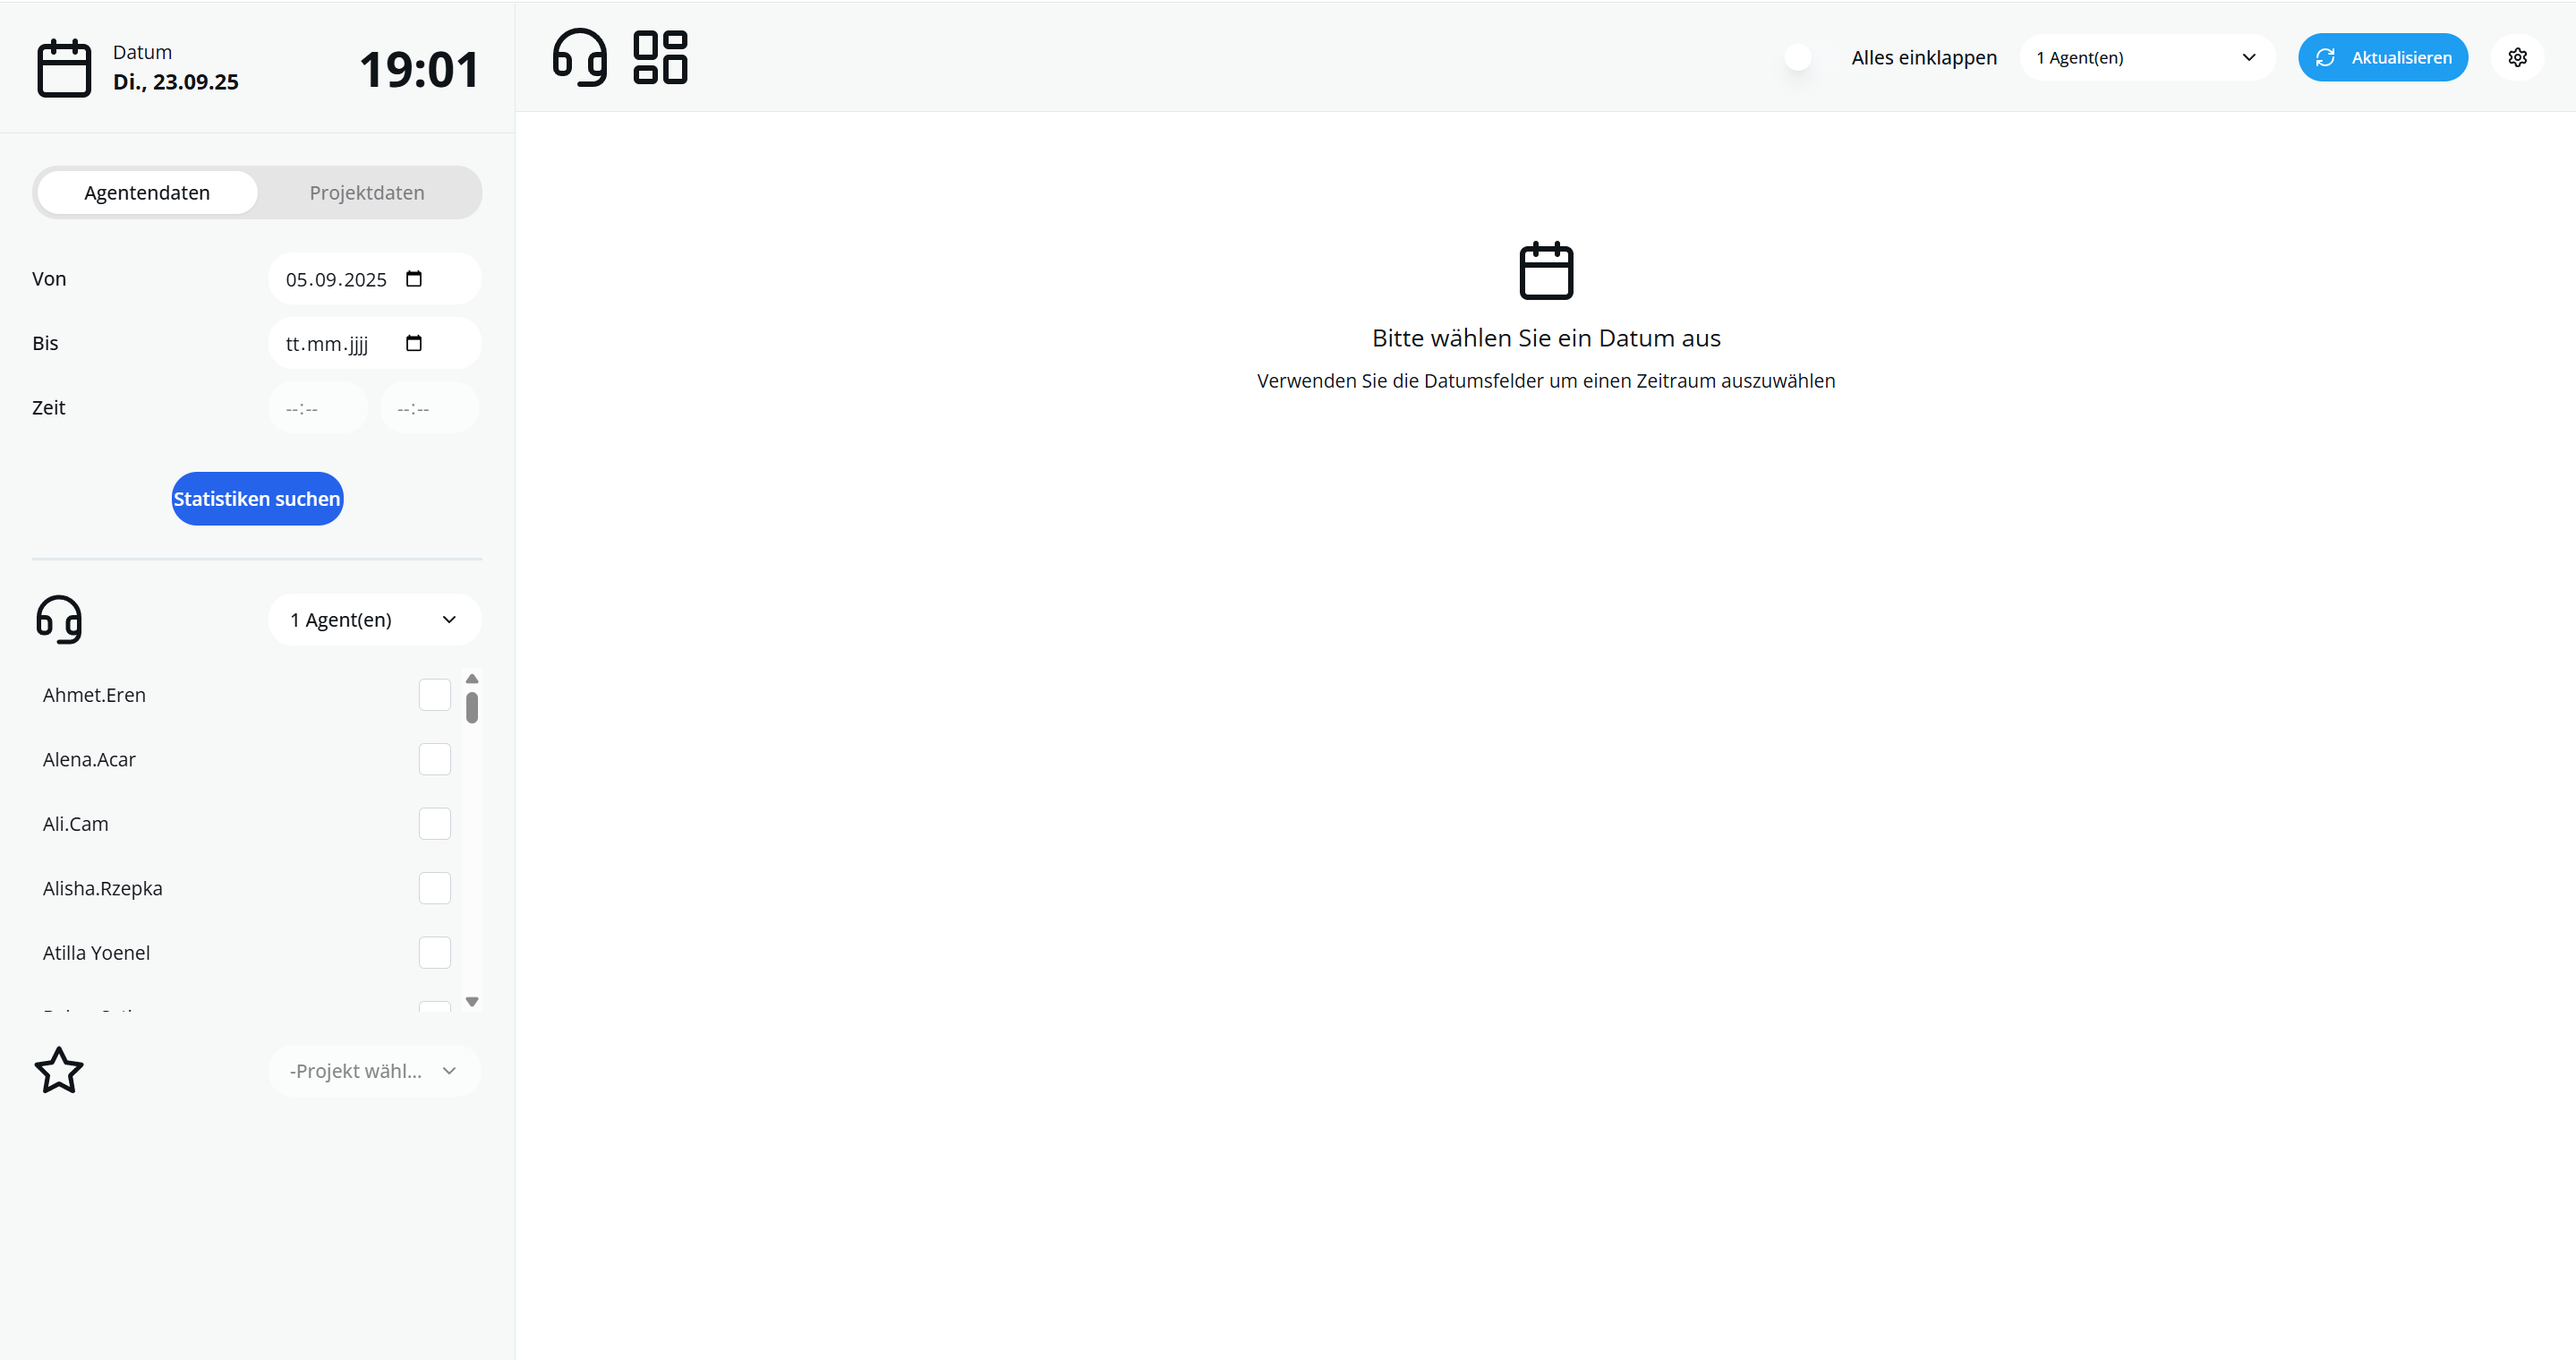 Datum
Di., 23.09.25
19:01
Agentendaten
Projektdaten
Von
05.09.2025
Bis
tt.mm.jjjj
Zeit
--:--
--:--
Statistiken suchen
1 Agent(en)
Ahmet.Eren
Alena.Acar
Ali.Cam
Alisha.Rzepka
Atilla Yoenel
-Projekt wähl...
Alles einklappen
1 Agent(en)
Aktualisieren
Bitte wählen Sie ein Datum aus
Verwenden Sie die Datumsfelder um einen Zeitraum auszuwählen